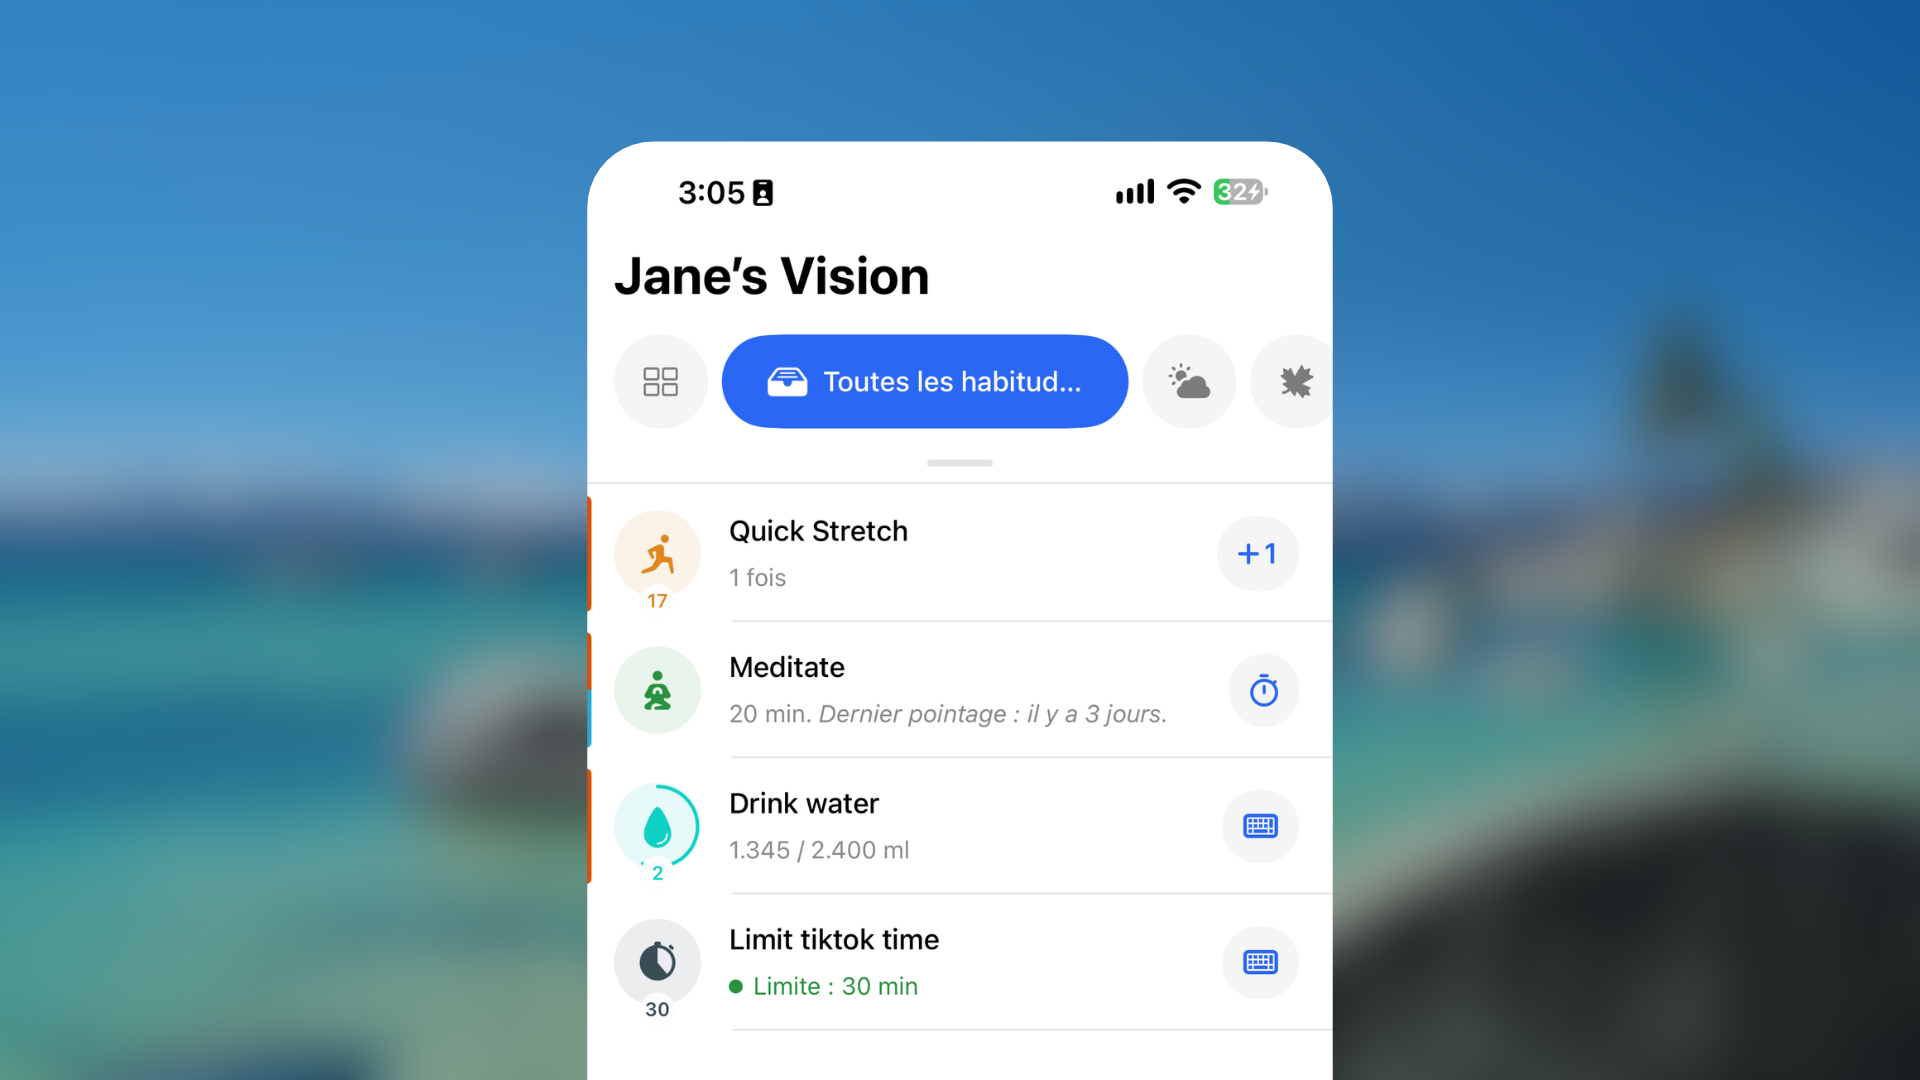 3:05
32
Jane's Vision
Toutes les habitud...
Quick Stretch
1 fois
+1
17
Meditate
20 min. Dernier pointage : il y a 3 jours.
Drink water
1.345 / 2.400 ml
2
Limit tiktok time
Limite : 30 min
30